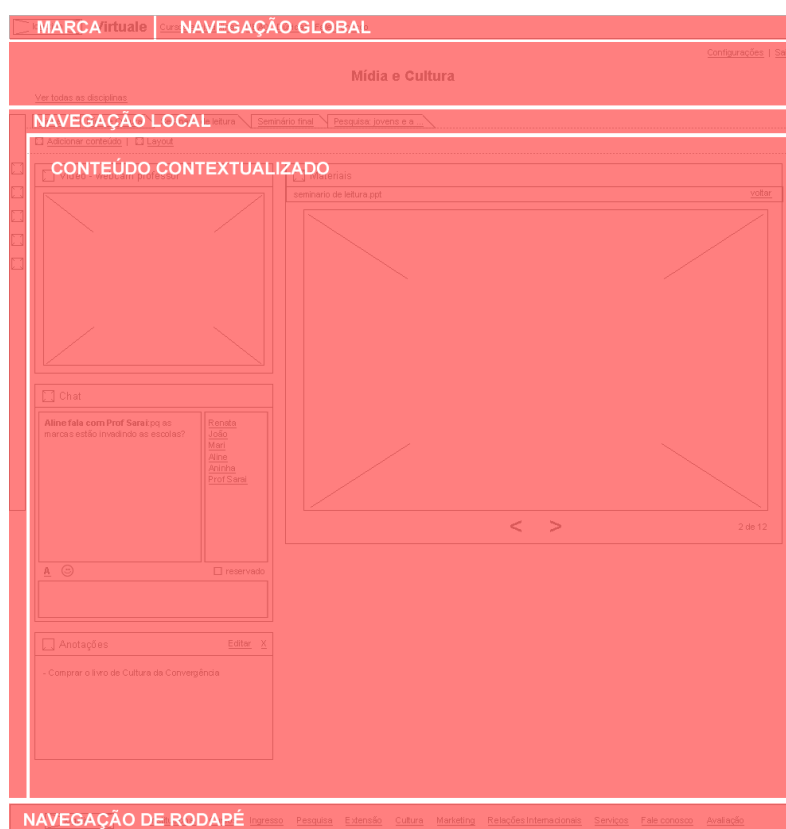 MARCA Virtuale NAVEGAÇÃO GLOBAL
Configurações |
Mídia e Cultura
Ver todas as disciplinas
NAVEGAÇÃO LOCAL leitura Seminário final Pesquisa: jovens e a ...
Adicionar conteúdo | Layout
CONTEÚDO CONTEXTUALIZADO
Vídeo - webcam professor
Materiais
seminario de leitura.ppt voltar
Chat
Aline fala com Prof Sarai: pq as
marcas estão invadindo as escolas?
Renata
João
Mari
Aline
Aninha
Prof Sarai
< > 2 de 12
A reservado
Anotações Editar X
- Comprar o livro de Cultura da Convergência
NAVEGAÇÃO DE RODAPÉ Ingresso Pesquisa Extensão Cultura Marketing Relações Internacionais Serviços Fale conosco Avaliação